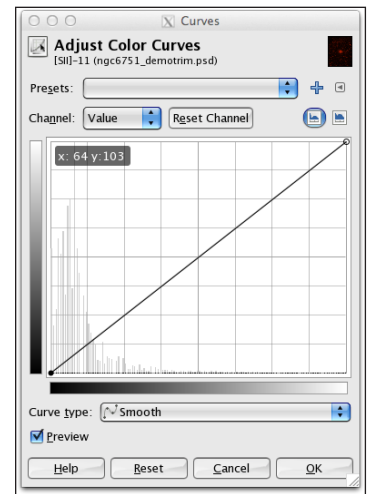 Curves
Adjust Color Curves
[SII]-11 (ngc6751_demotrim.psd)
Presets:
Channel: Value Reset Channel
x: 64 y:103
Curve type: Smooth
Preview
Help Reset Cancel OK